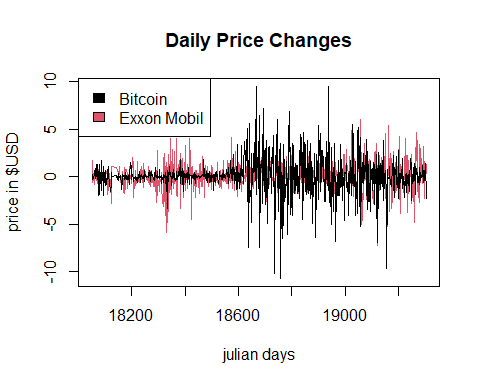 Daily Price Changes
Bitcoin
Exxon Mobil
price in $USD
10
5
0
-5
-10
18200
18600
19000
julian days